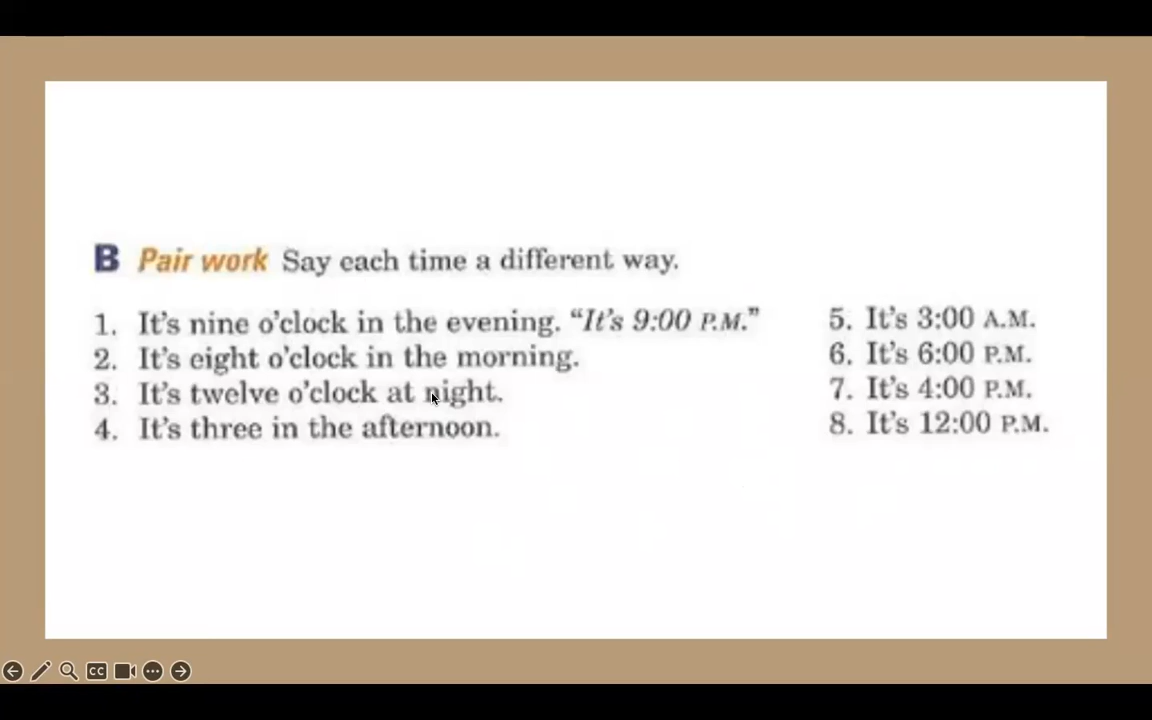 B Pair work Say each time a different way.
1. It's nine o'clock in the evening. "It's 9:00 P.M."
2. It's eight o'clock in the morning.
3. It's twelve o'clock at night.
4. It's three in the afternoon.
5. It's 3:00 A.M.
6. It's 6:00 P.M.
7. It's 4:00 P.M.
8. It's 12:00 P.M.
CC